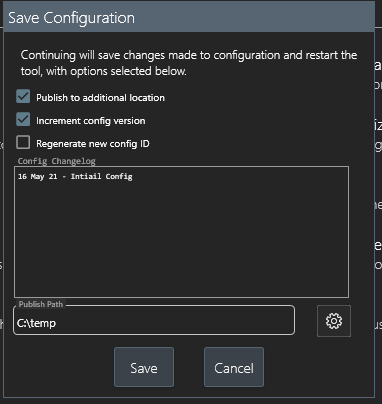 Save Configuration
Continuing will save changes made to configuration and restart the
tool, with options selected below.
Publish to additional location
Increment config version
Regenerate new config ID
Config Changelog
16 May 21 - Intiail Config
Publish Path
C:\temp
Save
Cancel